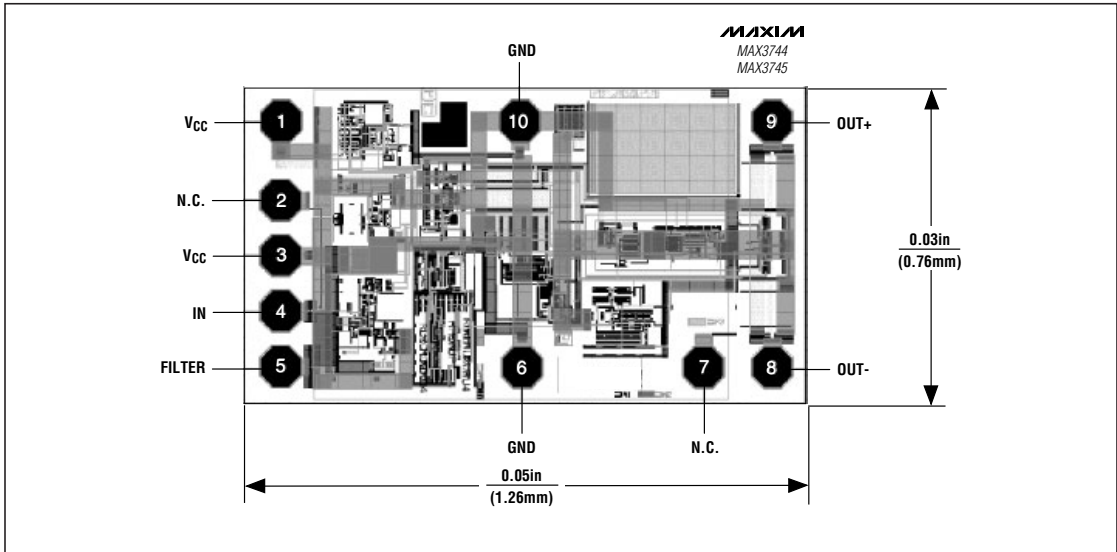 MAXIM
MAX3744
MAX3745
GND
VCC
1
10
9
OUT+
N.C.
2
VCC
3
0.03in
(0.76mm)
IN
4
FILTER
5
6
7
8
OUT-
GND
N.C.
0.05in
(1.26mm)